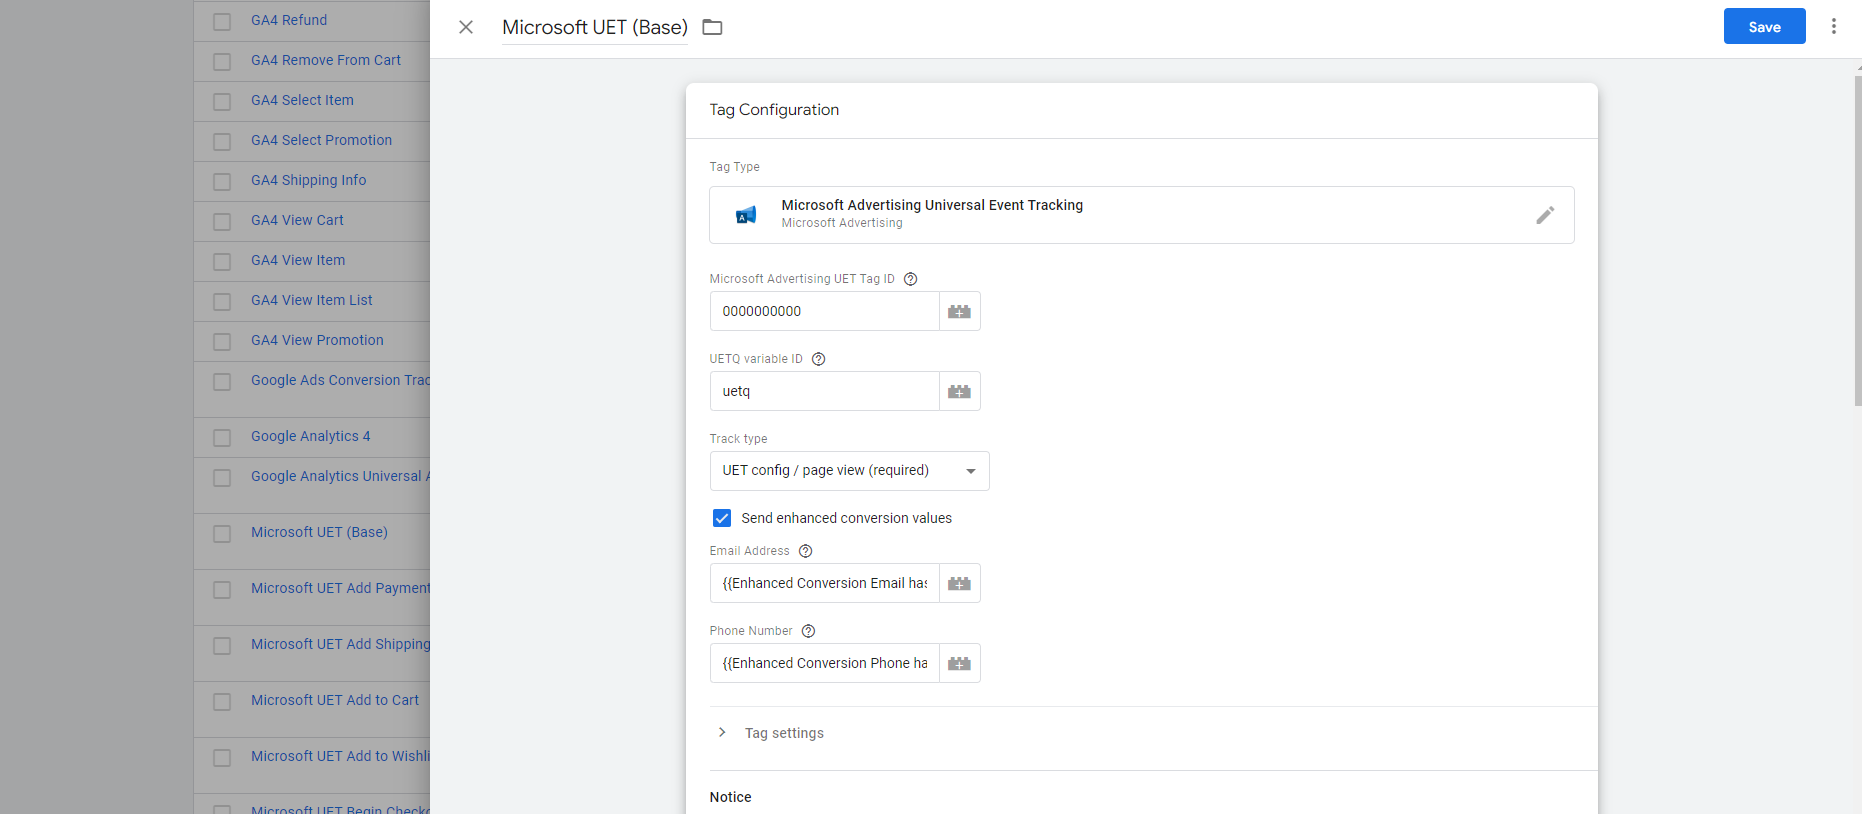 GA4 Refund
GA4 Remove From Cart
GA4 Select Item
GA4 Select Promotion
GA4 Shipping Info
GA4 View Cart
GA4 View Item
GA4 View Item List
GA4 View Promotion
Google Ads Conversion Trac
Google Analytics 4
Google Analytics Universal A
Microsoft UET (Base)
Microsoft UET Add Payment
Microsoft UET Add Shipping
Microsoft UET Add to Cart
Microsoft UET Add to Wishli
Microsoft UET Begin Checko
Microsoft UET (Base)
Save
Tag Configuration
Tag Type
Microsoft Advertising Universal Event Tracking
Microsoft Advertising
Microsoft Advertising UET Tag ID
0000000000
UETQ variable ID
uetq
Track type
UET config / page view (required)
Send enhanced conversion values
Email Address
{{Enhanced Conversion Email has
Phone Number
{{Enhanced Conversion Phone ha
Tag settings
Notice